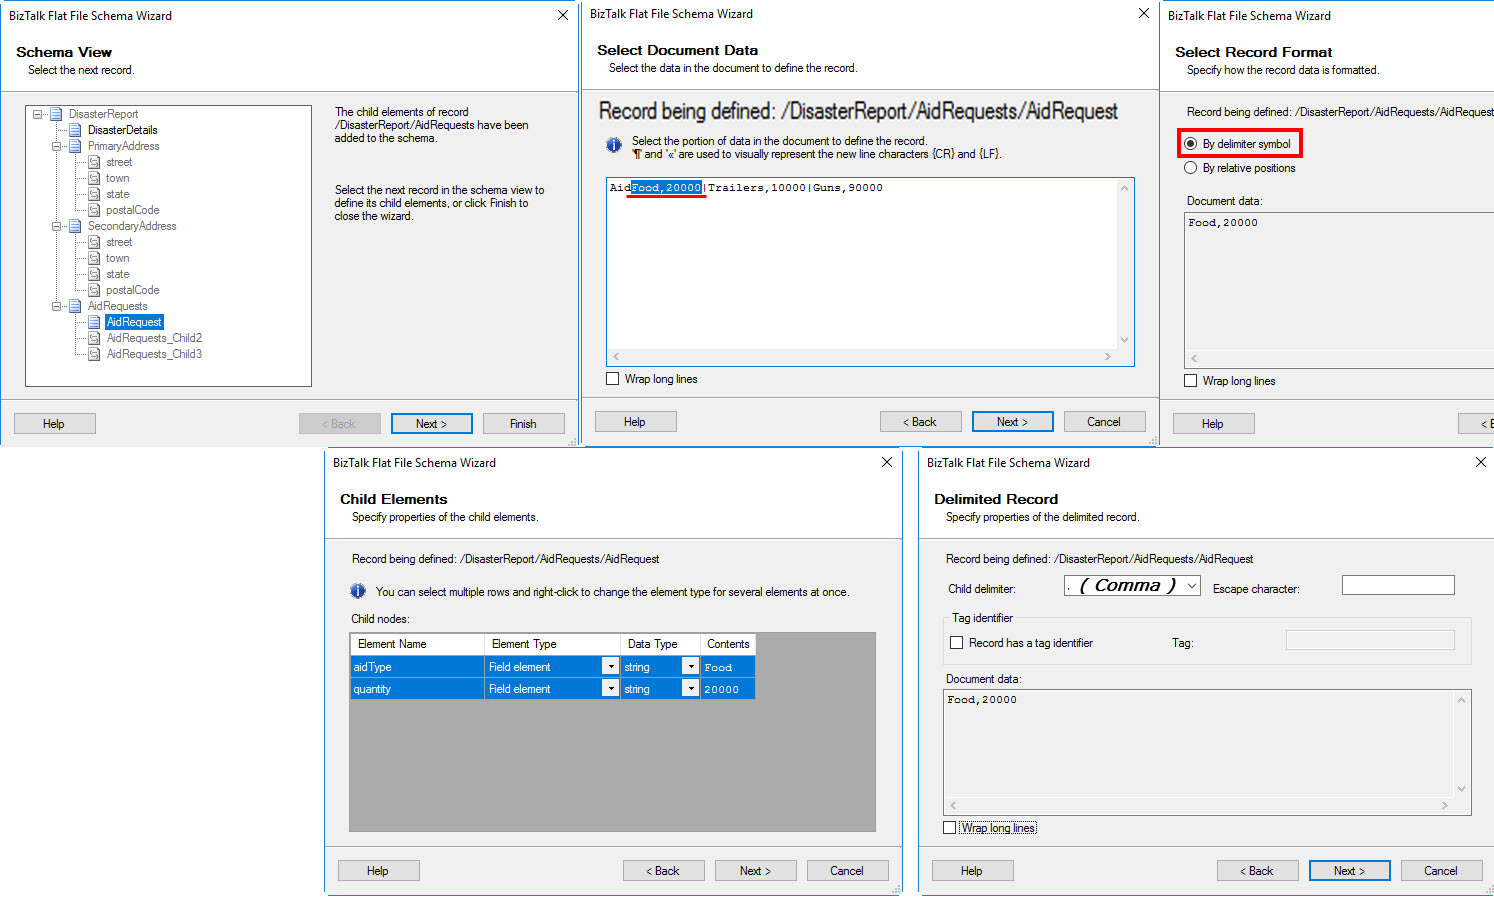 BizTalk Flat File Schema Wizard
Schema View
Select the next record.
DisasterReport
DisasterDetails
PrimaryAddress
street
town
state
postalCode
SecondaryAddress
street
town
state
postalCode
AidRequests
AidRequest
AidRequests_Child2
AidRequests_Child3
The child elements of record
/DisasterReport/AidRequests have been
added to the schema.
Select the next record in the schema view to
define its child elements, or click Finish to
close the wizard.
Help
< Back
Next >
Finish
BizTalk Flat File Schema Wizard
Select Document Data
Select the data in the document to define the record.
Record being defined: /DisasterReport/AidRequests/AidRequest
Select the portion of data in the document to define the record.
'¶' and '«' are used to visually represent the new line characters {CR} and {LF}.
AidFood,20000|Trailers,10000|Guns,90000
Wrap long lines
Help
< Back
Next >
Cancel
BizTalk Flat File Schema Wizard
Select Record Format
Specify how the record data is formatted.
Record being defined: /DisasterReport/AidRequests/AidRequest
By delimiter symbol
By relative positions
Document data:
Food,20000
Wrap long lines
Help
BizTalk Flat File Schema Wizard
Child Elements
Specify properties of the child elements.
Record being defined: /DisasterReport/AidRequests/AidRequest
You can select multiple rows and right-click to change the element type for several elements at once.
Child nodes:
Element Name Element Type Data Type Contents
aidType Field element string Food
quantity Field element string 20000
Help
< Back
Next >
Cancel
BizTalk Flat File Schema Wizard
Delimited Record
Specify properties of the delimited record.
Record being defined: /DisasterReport/AidRequests/AidRequest
Child delimiter: , ( Comma ) Escape character:
Tag identifier
Record has a tag identifier Tag:
Document data:
Food,20000
Wrap long lines
Help
< Back
Next >
Cancel